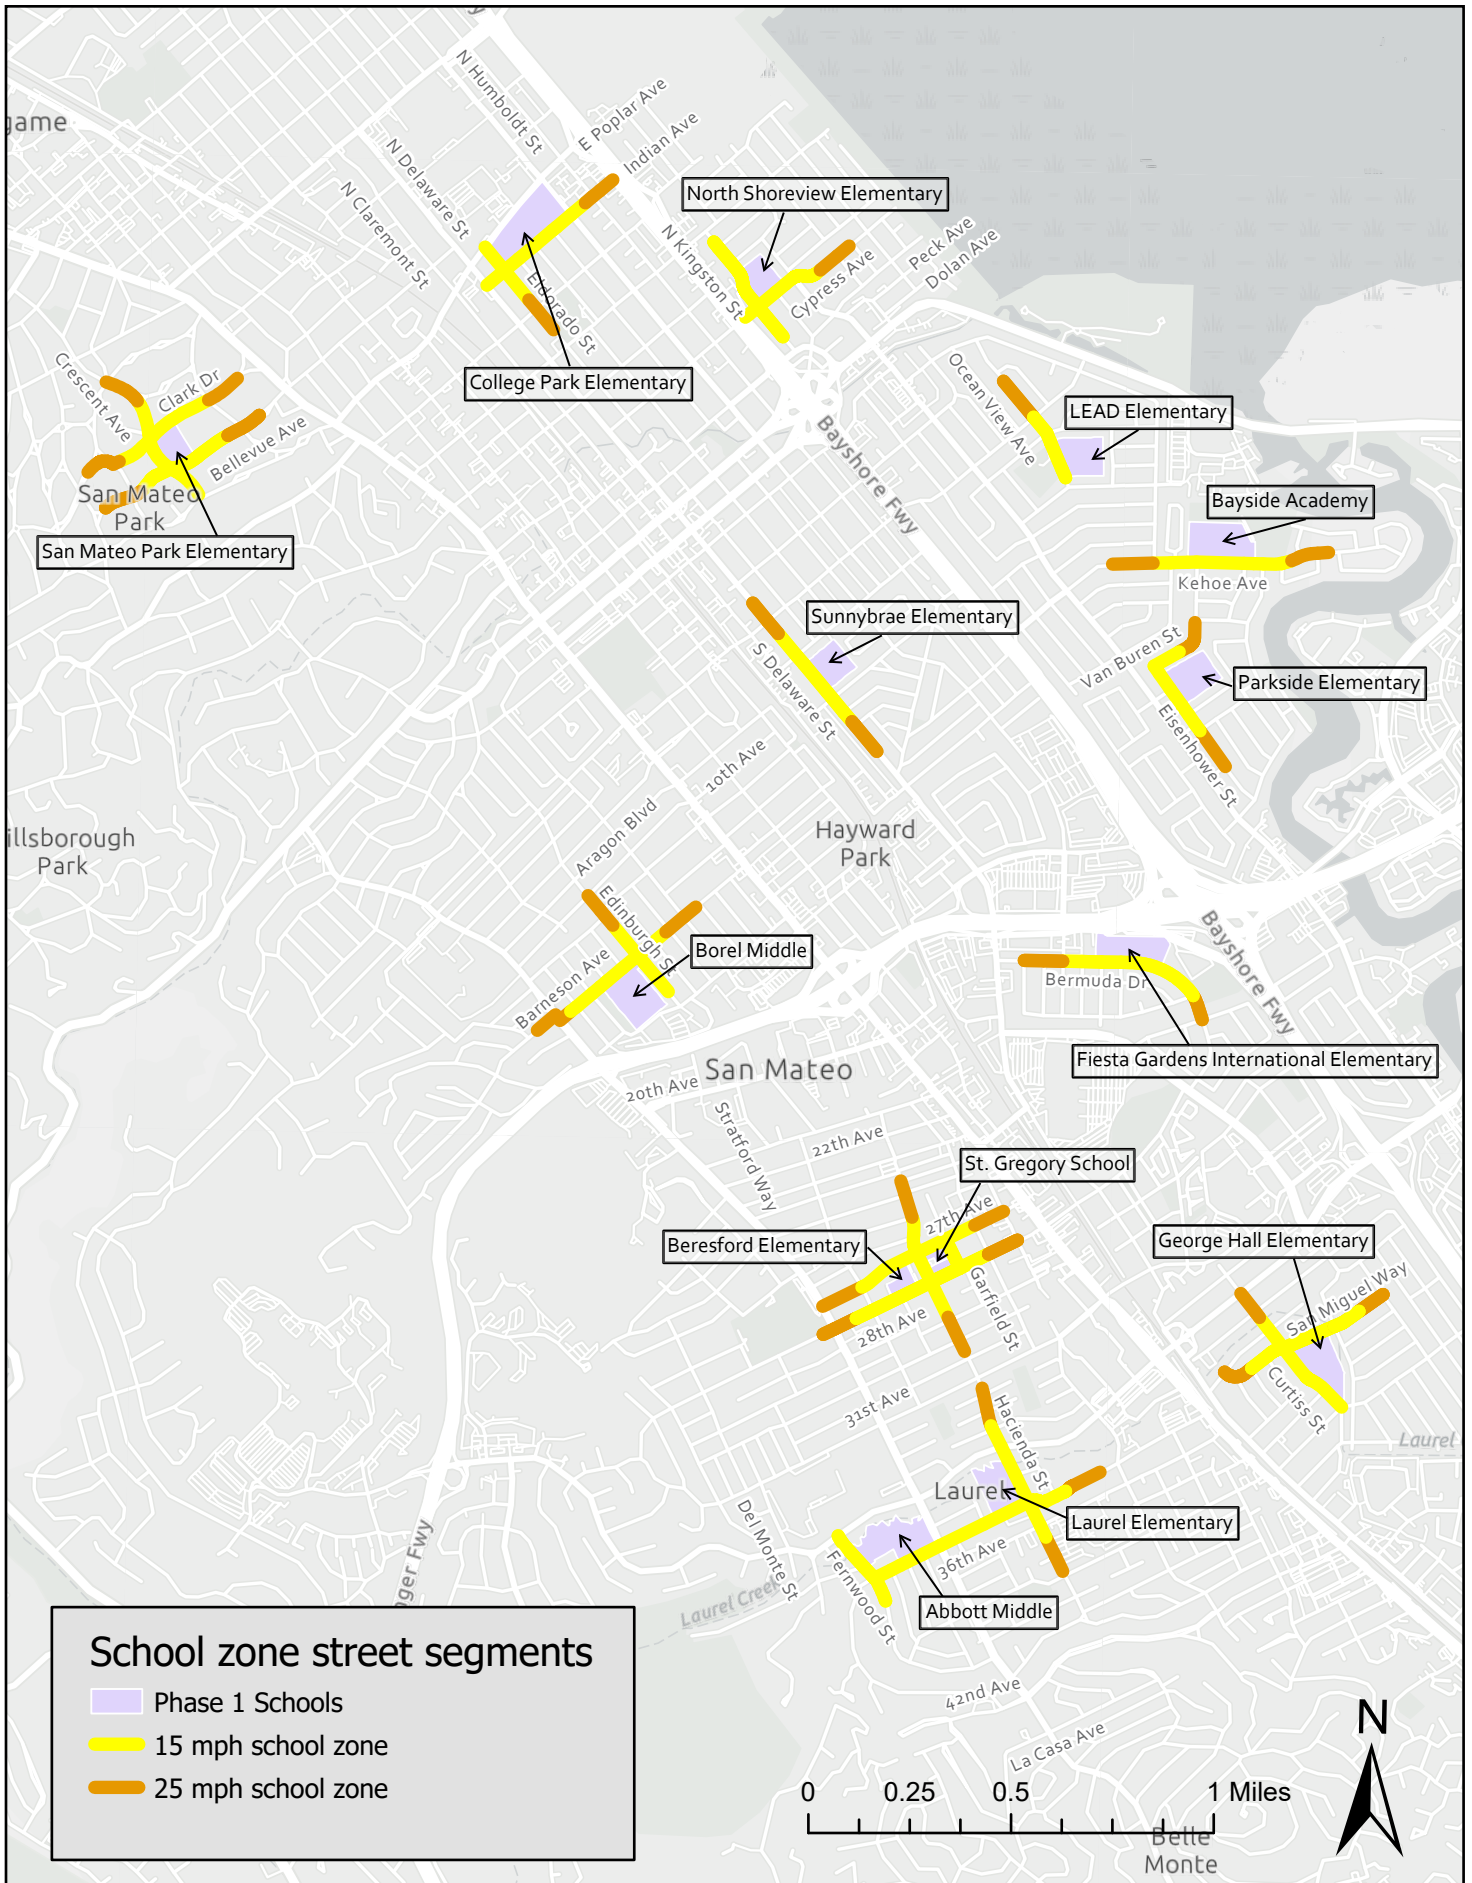 game
N Humboldt St
E Poplar Ave
Indian Ave
N Delaware St
N Claremont St
North Shoreview Elementary
N Kingston St
Peck Ave
Dolan Ave
Cypress Ave
Eldorado St
College Park Elementary
Crescent Ave
Clark Dr
Bellevue Ave
San Mateo
Park
San Mateo Park Elementary
Ocean View Ave
LEAD Elementary
Bayshore Fwy
Bayside Academy
Kehoe Ave
Sunnybrae Elementary
S Delaware St
Van Buren St
Parkside Elementary
Eisenhower St
10th Ave
Aragon Blvd
illsborough
Park
Hayward
Park
Edinburgh St
Borel Middle
Barneson Ave
Bayshore Fwy
Bermuda Dr
Fiesta Gardens International Elementary
San Mateo
20th Ave
Stratford Way
22th Ave
St. Gregory School
27th Ave
Beresford Elementary
George Hall Elementary
Garfield St
28th Ave
San Miguel Way
Curtiss St
31st Ave
Hacienda St
Laurel
Laurel
Laurel Elementary
Del Monte St
36th Ave
Fernwood St
Laurel Creek
Abbott Middle
nger Fwy
42nd Ave
La Casa Ave
School zone street segments
Phase 1 Schools
15 mph school zone
25 mph school zone
N
0 0.25 0.5 1 Miles
Belle
Monte